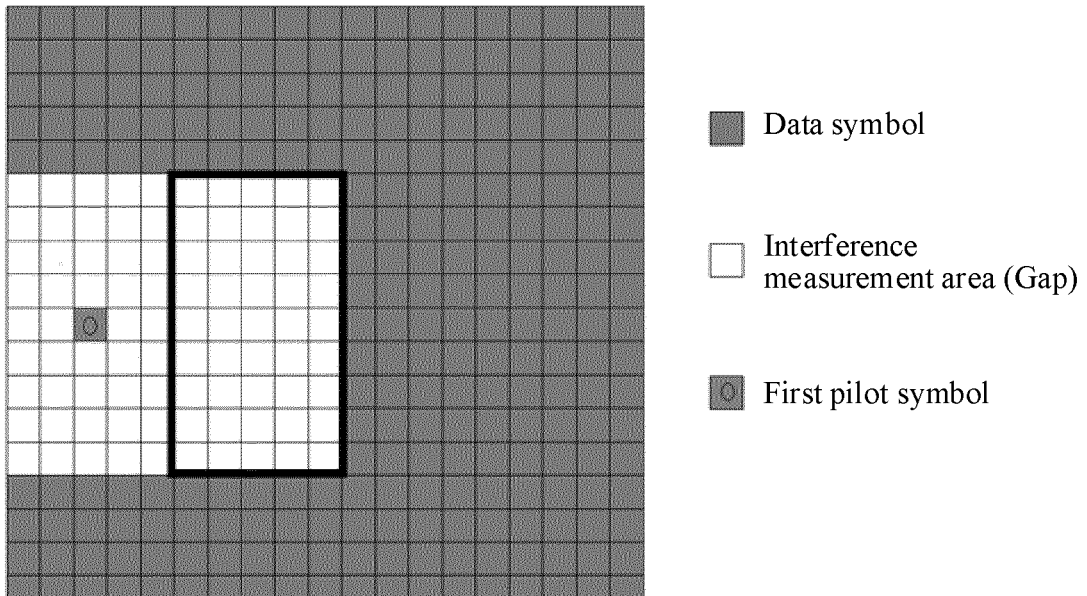 Data symbol
Interference
measurement area (Gap)
First pilot symbol